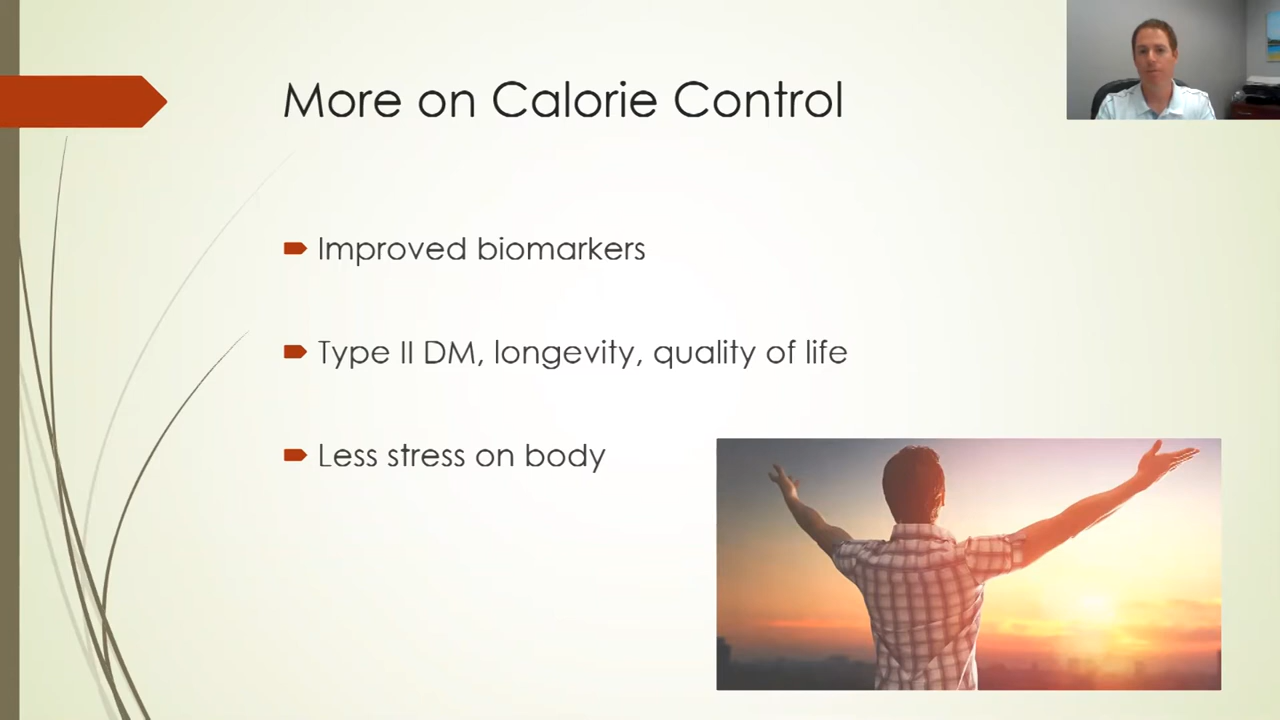 More on Calorie Control
Improved biomarkers
Type II DM, longevity, quality of life
Less stress on body